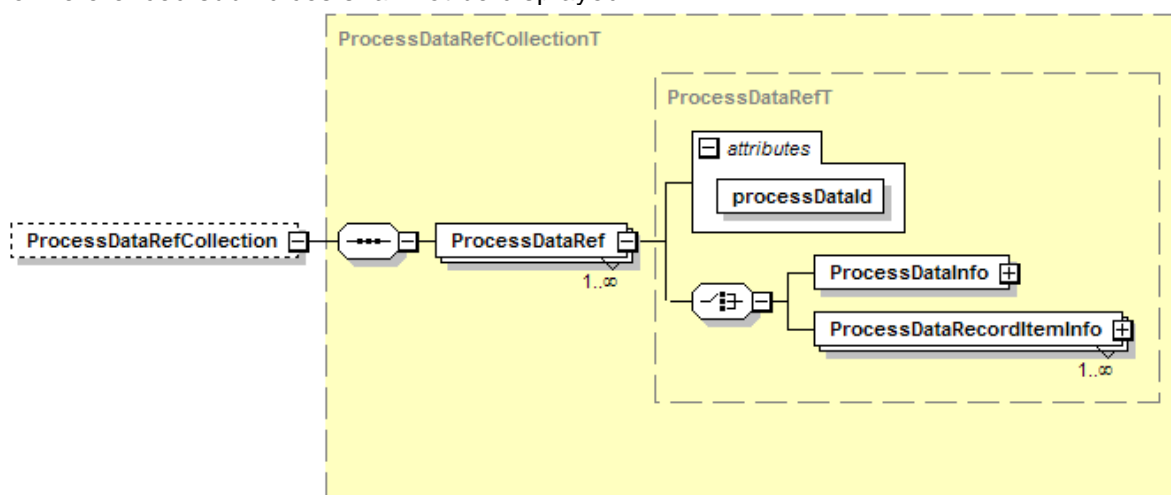 ProcessDataRefCollectionT
ProcessDataRefT
attributes
processDataId
ProcessDataRefCollection
ProcessDataRef
1..∞
ProcessDataInfo
ProcessDataRecordItemInfo
1..∞